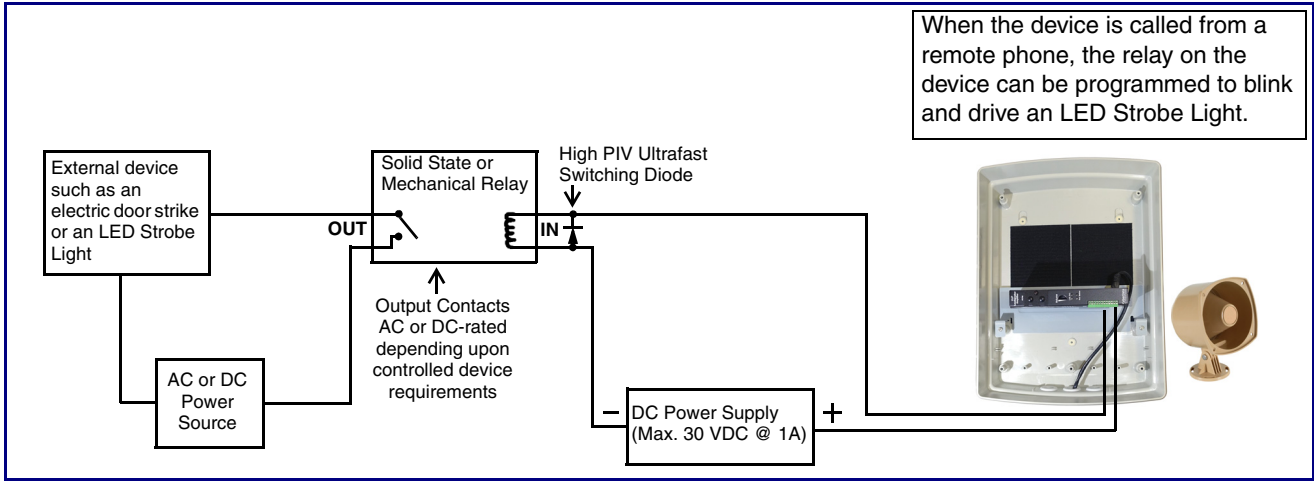 When the device is called from a
remote phone, the relay on the
device can be programmed to blink
and drive an LED Strobe Light.
External device
such as an
electric door strike
or an LED Strobe
Light
Solid State or
Mechanical Relay
High PIV Ultrafast
Switching Diode
OUT
IN
Output Contacts
AC or DC-rated
depending upon
controlled device
requirements
AC or DC
Power
Source
– DC Power Supply +
(Max. 30 VDC @ 1A)